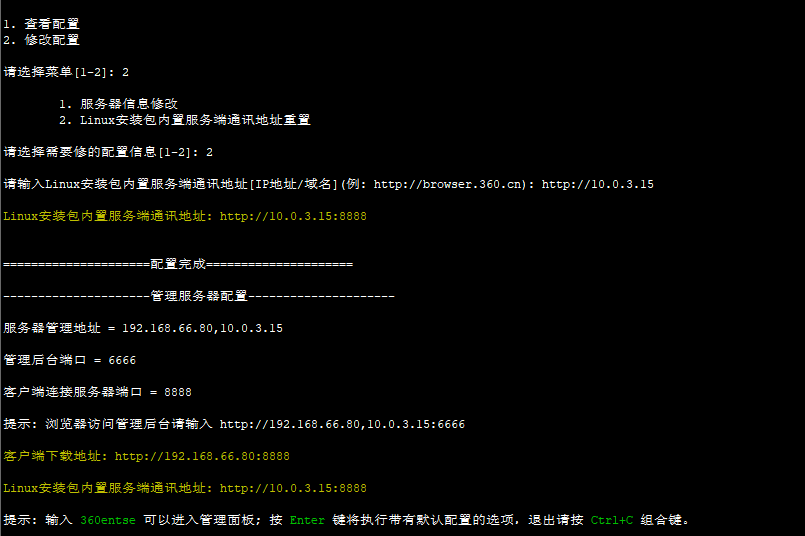 1. 查看配置
2. 修改配置
请选择菜单[1-2]: 2
1. 服务器信息修改
2. Linux安装包内置服务端通讯地址重置
请选择需要修的配置信息[1-2]: 2
请输入Linux安装包内置服务端通讯地址[IP地址/域名](例: http://browser.360.cn): http://10.0.3.15
Linux安装包内置服务端通讯地址: http://10.0.3.15:8888
=====================配置完成=====================
---------------------管理服务器配置---------------------
服务器管理地址 = 192.168.66.80,10.0.3.15
管理后台端口 = 6666
客户端连接服务器端口 = 8888
提示: 浏览器访问管理后台请输入 http://192.168.66.80,10.0.3.15:6666
客户端下载地址: http://192.168.66.80:8888
Linux安装包内置服务端通讯地址: http://10.0.3.15:8888
提示: 输入 360entse 可以进入管理面板; 按 Enter 键将执行带有默认配置的选项, 退出请按 Ctrl+C 组合键。